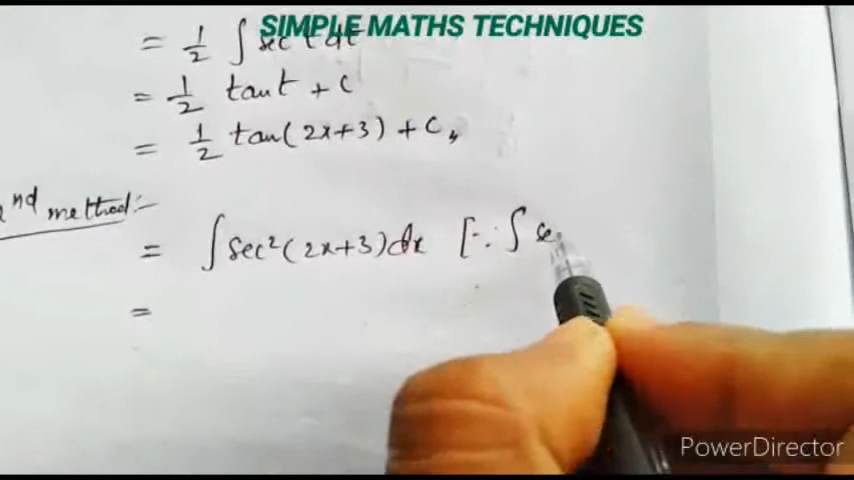 SIMPLE MATHS TECHNIQUES
= 1/2 ∫ sec² t dt
= 1/2 tan t + c
= 1/2 tan(2x+3) + c,,
2nd method:-
= ∫ sec²(2x+3)dx [∵ ∫ se
=
PowerDirector